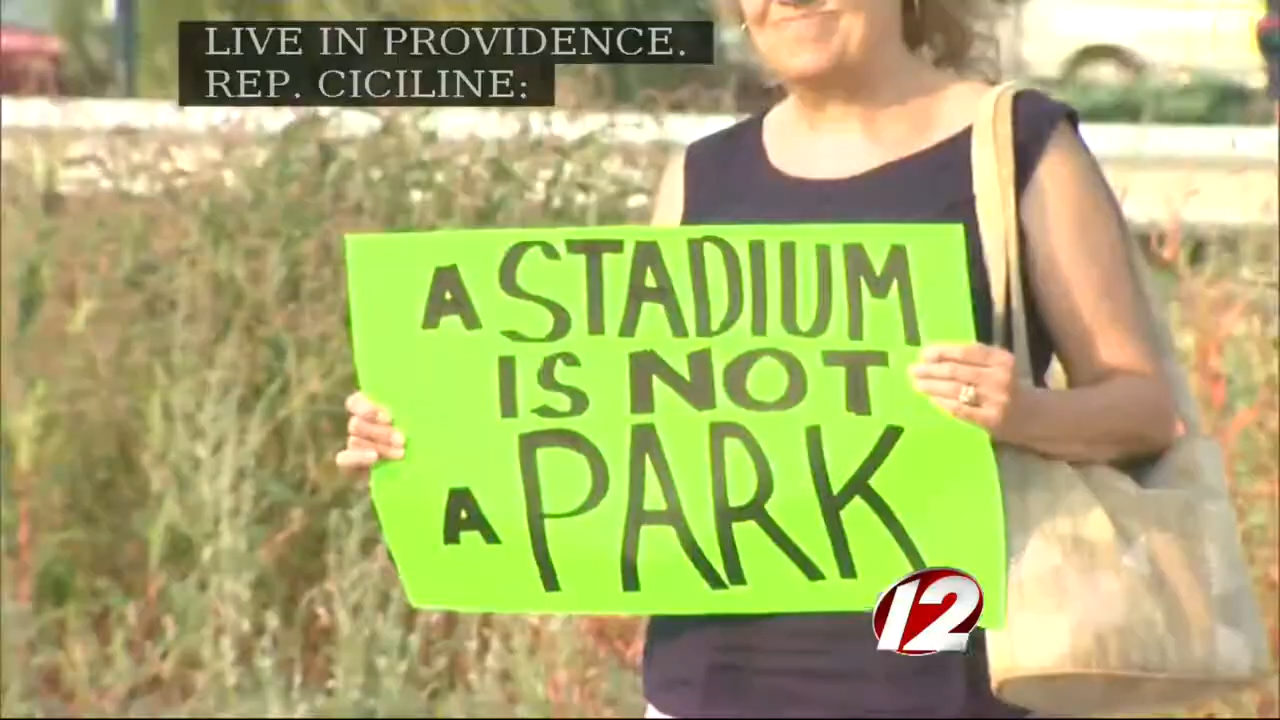 LIVE IN PROVIDENCE.
REP. CICILINE:
A STADIUM
IS NOT
A PARK
12